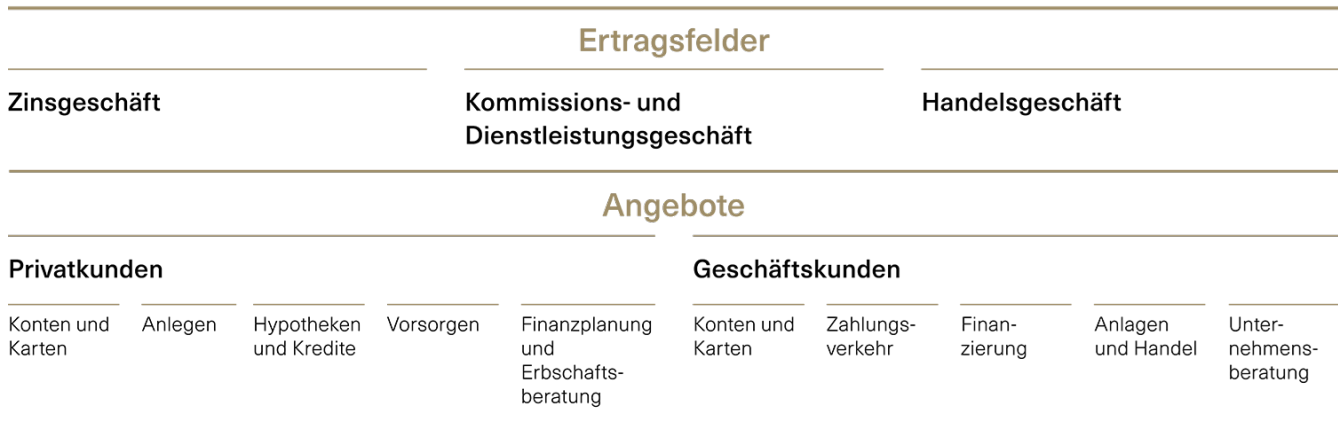 Ertragsfelder
Zinsgeschäft
Kommissions- und
Dienstleistungsgeschäft
Handelsgeschäft
Angebote
Privatkunden
Geschäftskunden
Konten und
Karten
Anlegen
Hypotheken
und Kredite
Vorsorgen
Finanzplanung
und
Erbschafts-
beratung
Konten und
Karten
Zahlungs-
verkehr
Finan-
zierung
Anlagen
und Handel
Unter-
nehmens-
beratung